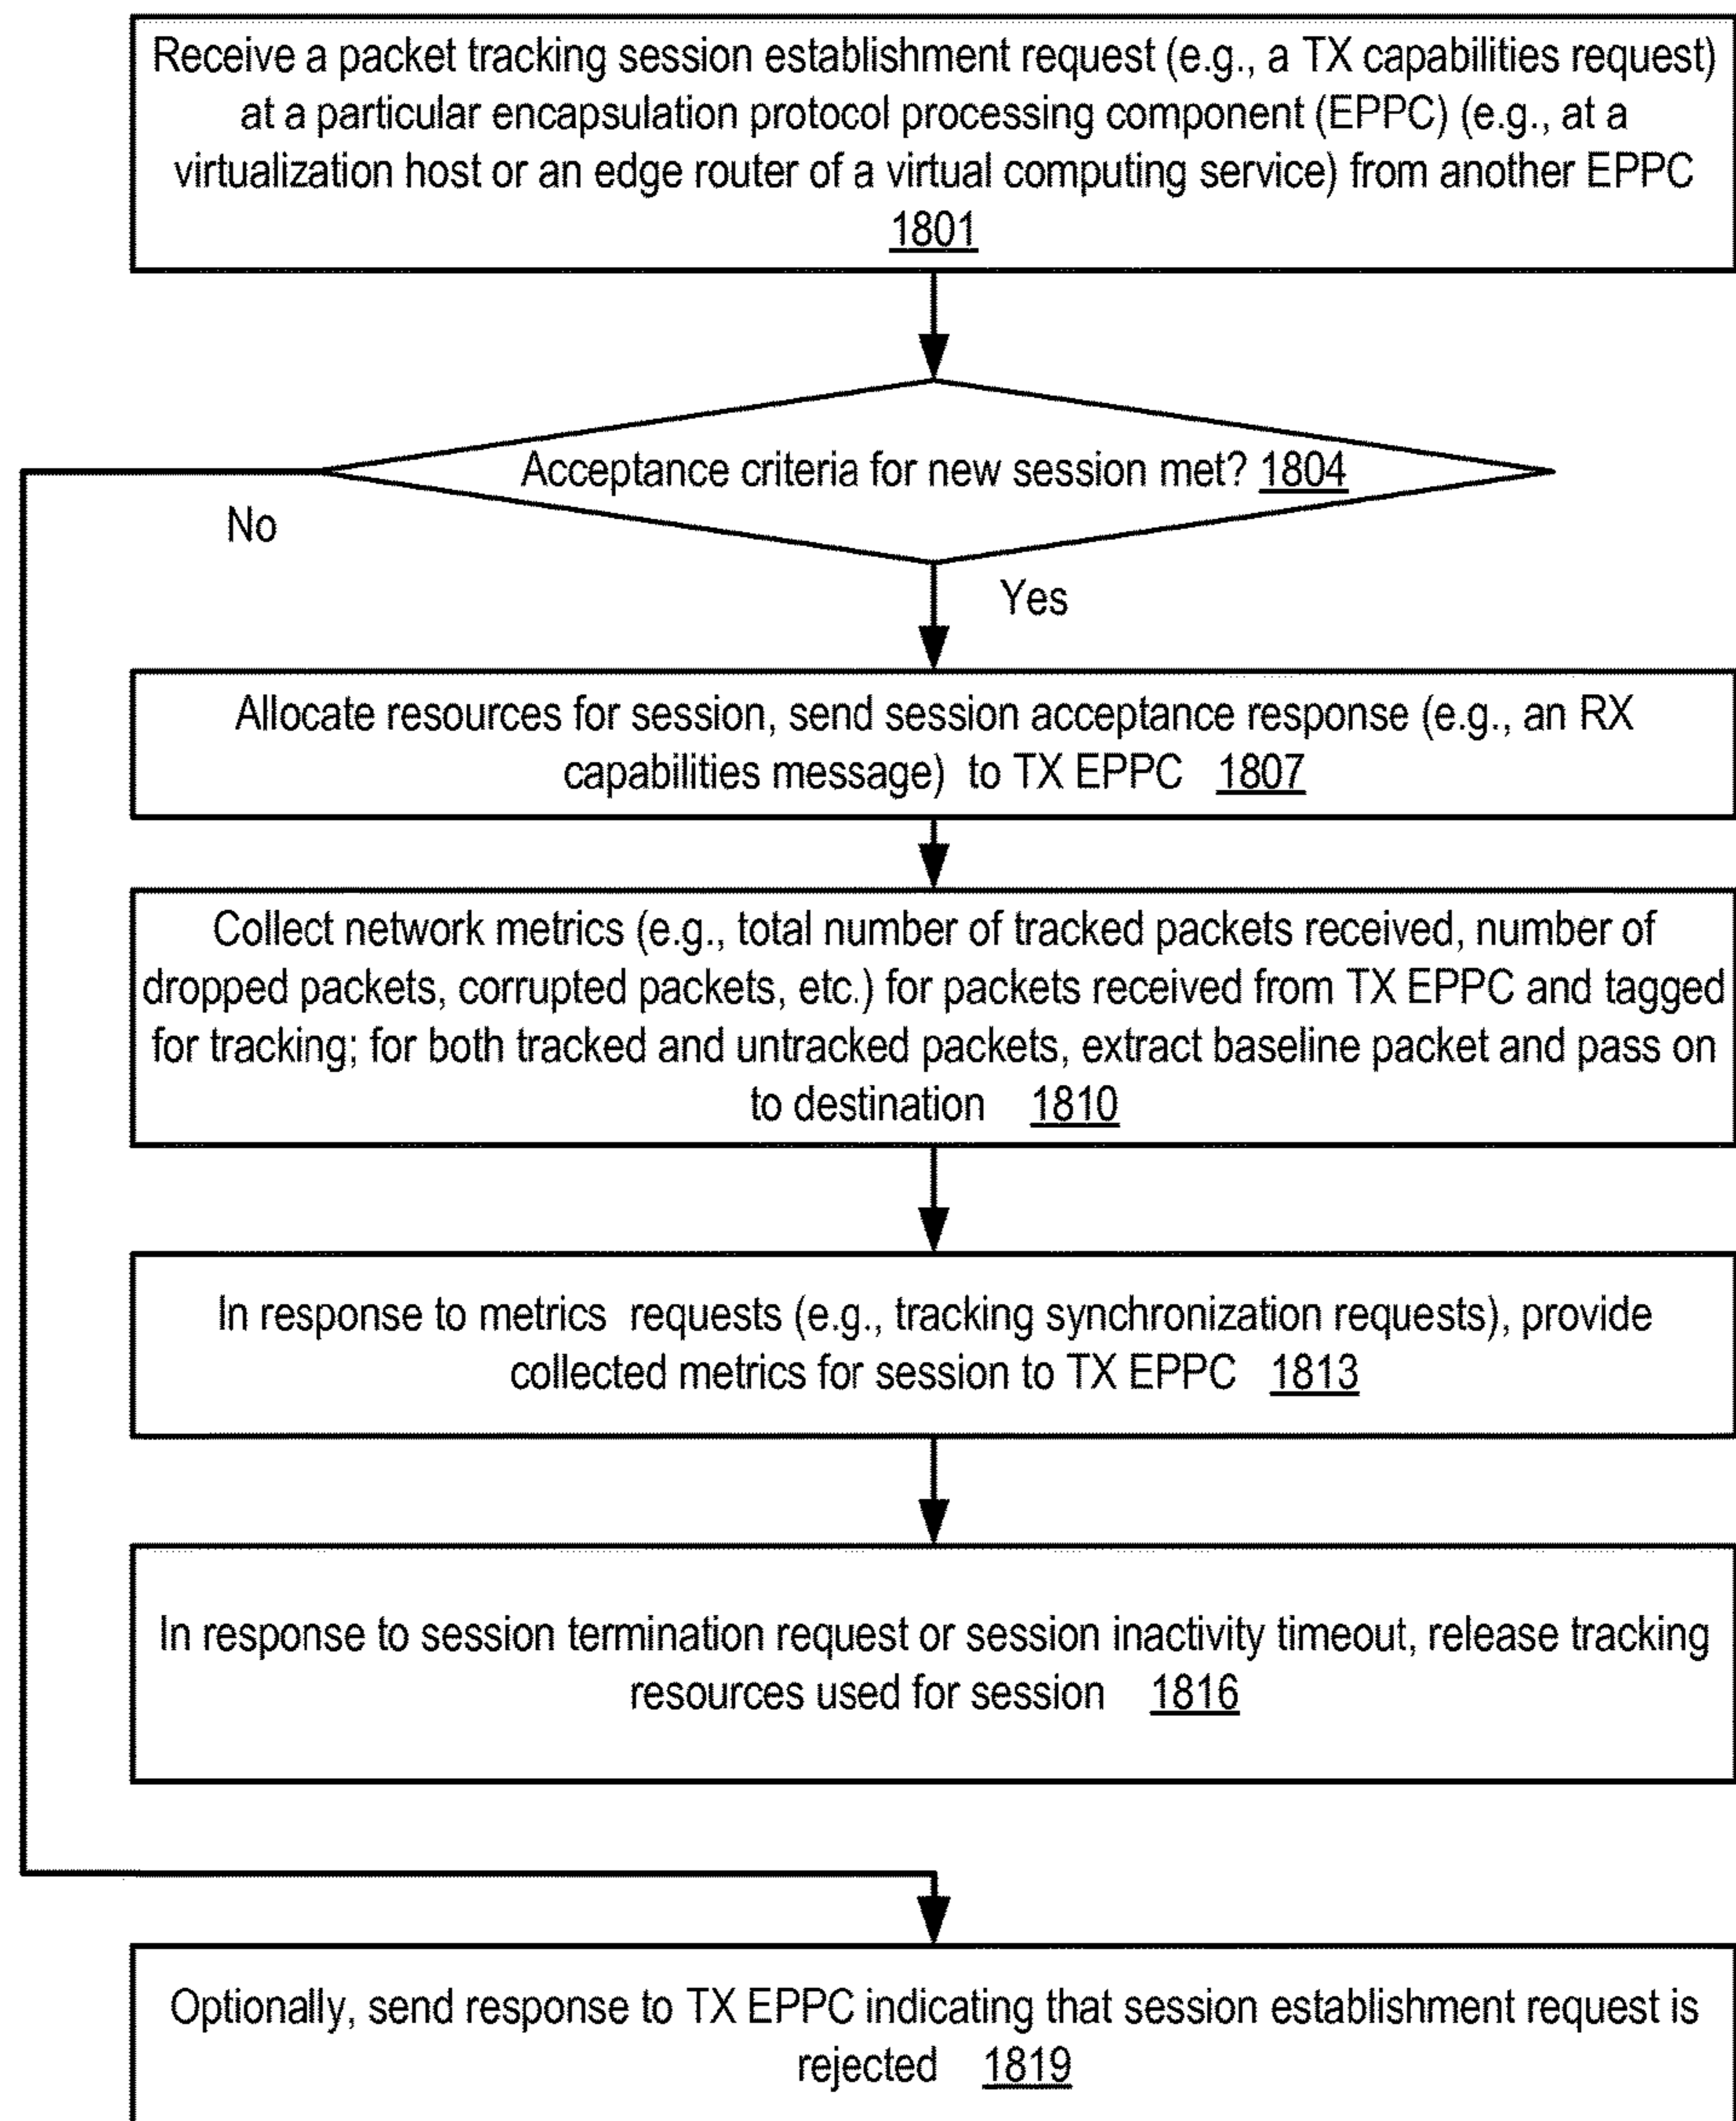 Receive a packet tracking session establishment request (e.g., a TX capabilities request)
at a particular encapsulation protocol processing component (EPPC) (e.g., at a
virtualization host or an edge router of a virtual computing service) from another EPPC
1801
Acceptance criteria for new session met? 1804
No
Yes
Allocate resources for session, send session acceptance response (e.g., an RX
capabilities message) to TX EPPC 1807
Collect network metrics (e.g., total number of tracked packets received, number of
dropped packets, corrupted packets, etc.) for packets received from TX EPPC and tagged
for tracking; for both tracked and untracked packets, extract baseline packet and pass on
to destination 1810
In response to metrics requests (e.g., tracking synchronization requests), provide
collected metrics for session to TX EPPC 1813
In response to session termination request or session inactivity timeout, release tracking
resources used for session 1816
Optionally, send response to TX EPPC indicating that session establishment request is
rejected 1819